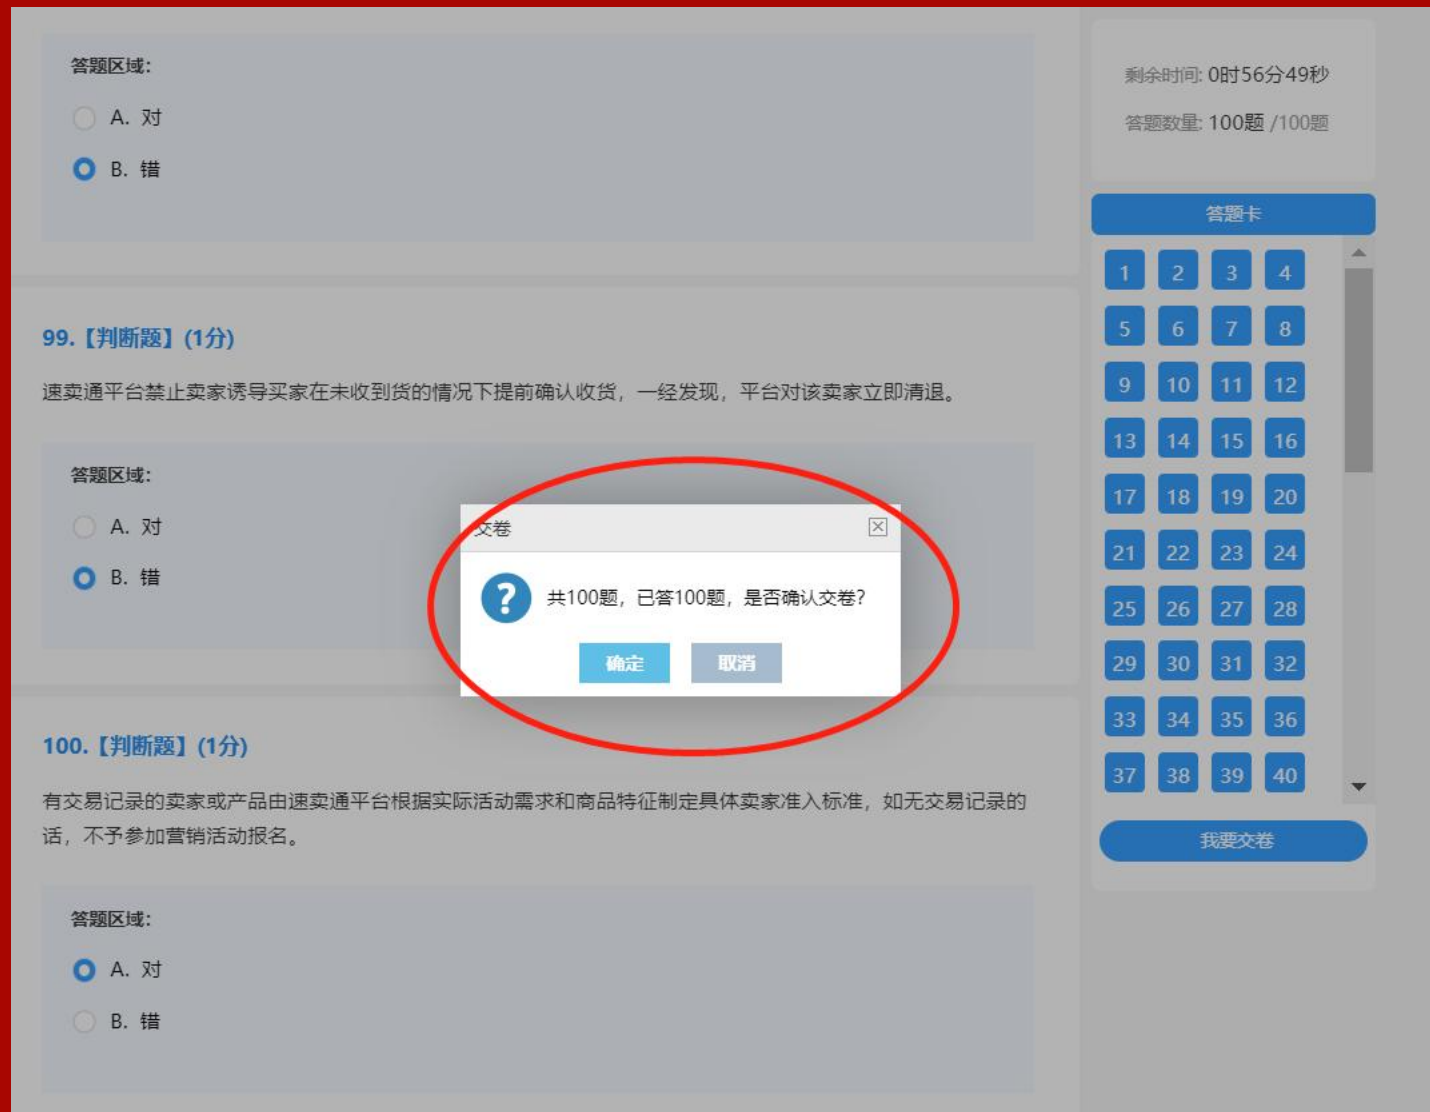 答题区域：
A. 对
B. 错
99.【判断题】(1分)
速卖通平台禁止卖家诱导买家在未收到货的情况下提前确认收货，一经发现，平台对该卖家立即清退。
答题区域：
A. 对
B. 错
100.【判断题】(1分)
有交易记录的卖家或产品由速卖通平台根据实际活动需求和商品特征制定具体卖家准入标准，如无交易记录的
话，不予参加营销活动报名。
答题区域：
A. 对
B. 错
交卷
共100题，已答100题，是否确认交卷？
确定 取消
剩余时间: 0时56分49秒
答题数量: 100题 /100题
答题卡
1 2 3 4
5 6 7 8
9 10 11 12
13 14 15 16
17 18 19 20
21 22 23 24
25 26 27 28
29 30 31 32
33 34 35 36
37 38 39 40
我要交卷